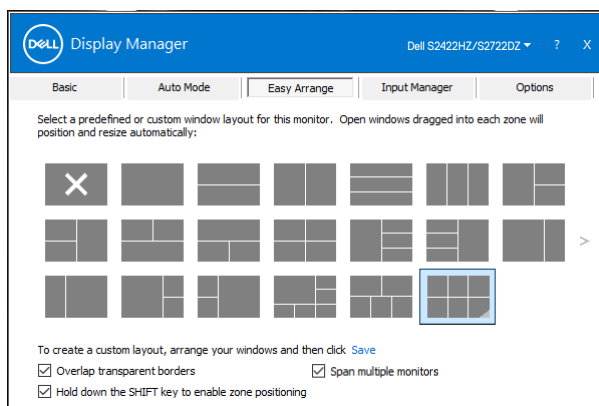 DELL Display Manager Dell S2422HZ/S2722DZ ? X
Basic Auto Mode Easy Arrange Input Manager Options
Select a predefined or custom window layout for this monitor. Open windows dragged into each zone will
position and resize automatically:
>
To create a custom layout, arrange your windows and then click Save
Overlap transparent borders Span multiple monitors
Hold down the SHIFT key to enable zone positioning